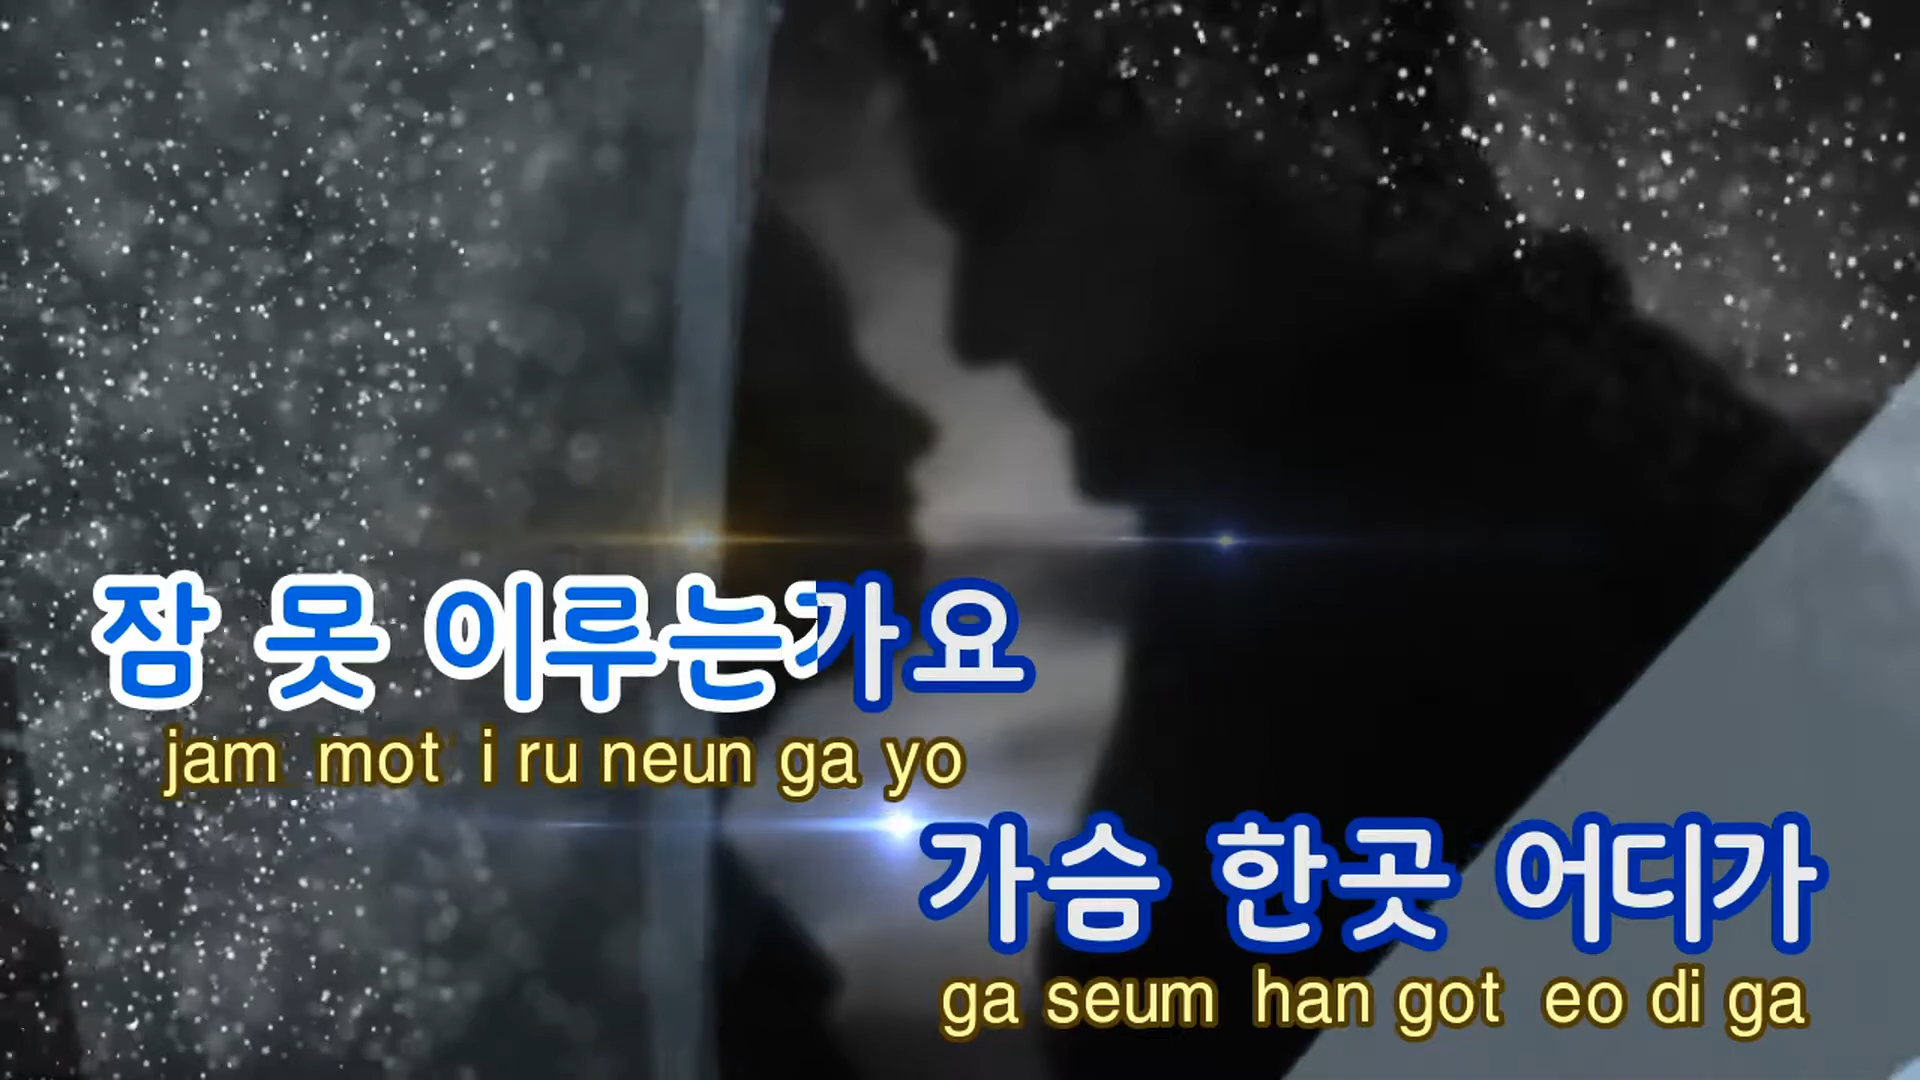 잠 못 이루는가요
jam mot i ru neun ga yo
가슴 한곳 어디가
ga seum han got eo di ga